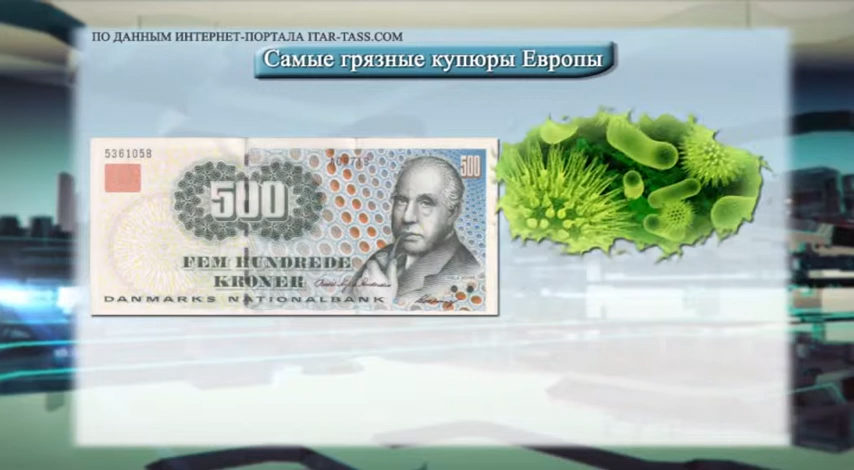 ПО ДАННЫМ ИНТЕРНЕТ-ПОРТАЛА ITAR-TASS.COM
Самые грязные купюры Европы
5361058
500
500
FEM HUNDREDE
KRONER
DANMARKS NATIONALBANK